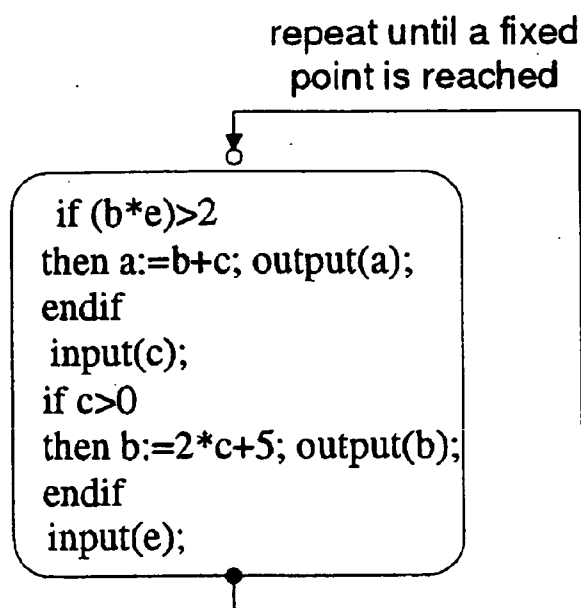 repeat until a fixed
point is reached
if (b*e)>2
then a:=b+c; output(a);
endif
input(c);
if c>0
then b:=2*c+5; output(b);
endif
input(e);